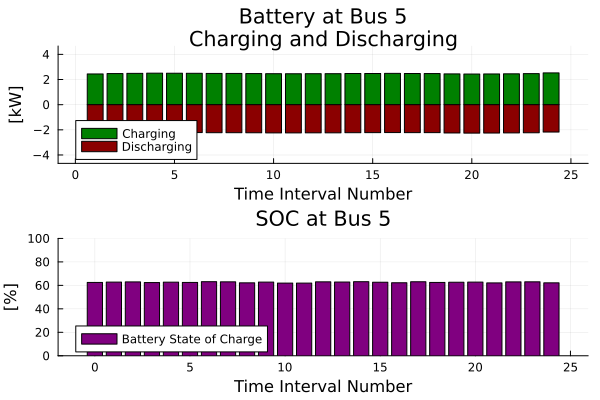 Battery at Bus 5
Charging and Discharging
[kW]
4
2
0
−2
−4
Charging
Discharging
0 5 10 15 20 25
Time Interval Number
SOC at Bus 5
[%]
100
80
60
40
20
0
Battery State of Charge
0 5 10 15 20 25
Time Interval Number